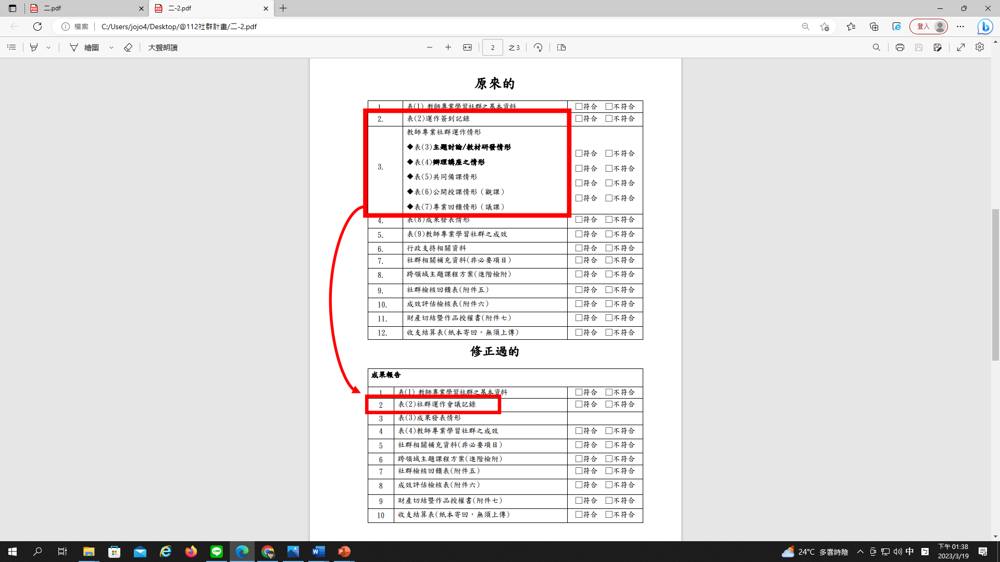 二.pdf
二-2.pdf
檔案
C:/Users/jojo4/Desktop/@112社群計畫/二-2.pdf
登入
繪圖
大聲朗讀
2
之 3
原來的
1. 表(1) 教師專業學習社群之基本資料 □符合 □不符合
2. 表(2)運作簽到記錄 □符合 □不符合
教師專業社群運作情形
◆表(3)主題討論/教材研發情形 □符合 □不符合
◆表(4)辦理講座之情形 □符合 □不符合
3.
◆表(5)共同備課情形 □符合 □不符合
◆表(6)公開授課情形（觀課） □符合 □不符合
◆表(7)專業回饋情形（議課）
4. 表(8)成果發表情形 □符合 □不符合
5. 表(9)教師專業學習社群之成效 □符合 □不符合
6. 行政支持相關資料 □符合 □不符合
7. 社群相關補充資料(非必要項目) □符合 □不符合
8. 跨領域主題課程方案(進階檢附) □符合 □不符合
9. 社群檢核回饋表(附件五) □符合 □不符合
10. 成效評估檢核表(附件六) □符合 □不符合
11. 財產切結暨作品授權書(附件七) □符合 □不符合
12. 收支結算表(紙本寄回，無須上傳) □符合 □不符合
修正過的
成果報告
1 表(1) 教師專業學習社群之基本資料 □符合 □不符合
2 表(2)社群運作會議記錄 □符合 □不符合
3 表(3)成果發表情形
4 表(4)教師專業學習社群之成效 □符合 □不符合
5 社群相關補充資料(非必要項目) □符合 □不符合
6 跨領域主題課程方案(進階檢附) □符合 □不符合
7 社群檢核回饋表(附件五) □符合 □不符合
8 成效評估檢核表(附件六) □符合 □不符合
9 財產切結暨作品授權書(附件七) □符合 □不符合
10 收支結算表(紙本寄回，無須上傳) □符合 □不符合
24°C 多雲時陰
中
下午 01:38
2023/3/19